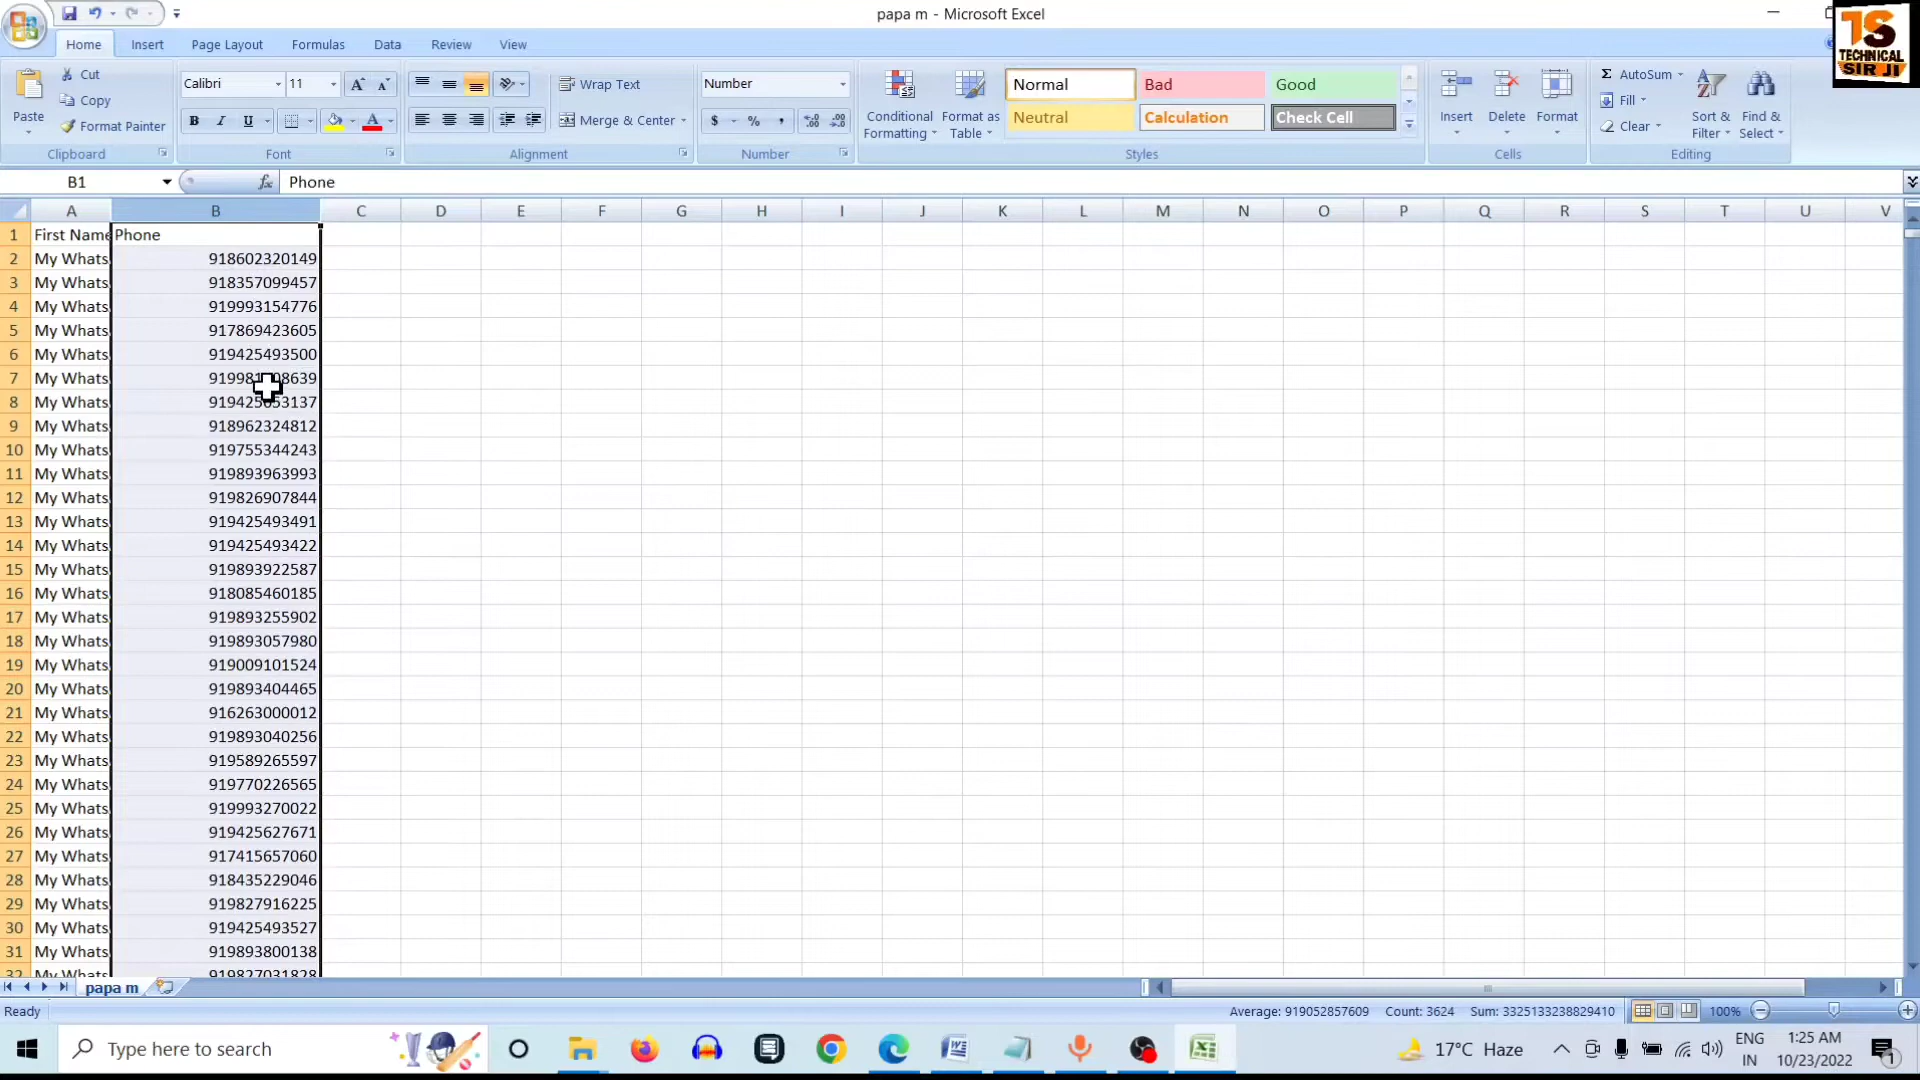 papa m - Microsoft Excel
TS
TECHNICAL
SIR JI
Home Insert Page Layout Formulas Data Review View
Paste
Cut
Copy
Format Painter
Clipboard
Calibri 11
B I U
Font
Wrap Text
Merge & Center
Alignment
Number
$ % ,
Number
Conditional Formatting
Format as Table
Normal Bad Good
Neutral Calculation Check Cell
Styles
Insert Delete Format
Cells
Σ AutoSum
Fill
Clear
Sort & Filter
Find & Select
Editing
B1 fx Phone
A B C D E F G H I J K L M N O P Q R S T U V
1 First Name Phone
2 My Whats 918602320149
3 My Whats 918357099457
4 My Whats 919993154776
5 My Whats 917869423605
6 My Whats 919425493500
7 My Whats
8 My Whats
9 My Whats 918962324812
10 My Whats 919755344243
11 My Whats 919893963993
12 My Whats 919826907844
13 My Whats 919425493491
14 My Whats 919425493422
15 My Whats 919893922587
16 My Whats 918085460185
17 My Whats 919893255902
18 My Whats 919893057980
19 My Whats 919009101524
20 My Whats 919893404465
21 My Whats 916263000012
22 My Whats 919893040256
23 My Whats 919589265597
24 My Whats 919770226565
25 My Whats 919993270022
26 My Whats 919425627671
27 My Whats 917415657060
28 My Whats 918435229046
29 My Whats 919827916225
30 My Whats 919425493527
31 My Whats 919893800138
32 My Whats 919827031828
papa m
Ready Average: 919052857609 Count: 3624 Sum: 3325133238829410 100%
Type here to search
17°C Haze
ENG
IN
1:25 AM
10/23/2022
1